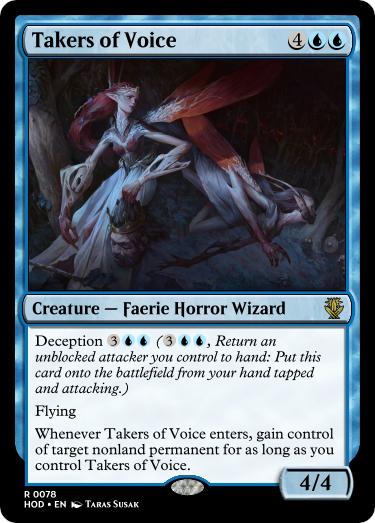 Takers of Voice 4
Creature — Faerie Horror Wizard
Deception 3 (3, Return an
unblocked attacker you control to hand: Put this
card onto the battlefield from your hand tapped
and attacking.)
Flying
Whenever Takers of Voice enters, gain control
of target nonland permanent for as long as you
control Takers of Voice.
4/4
R 0078
HOD • EN Taras Susak